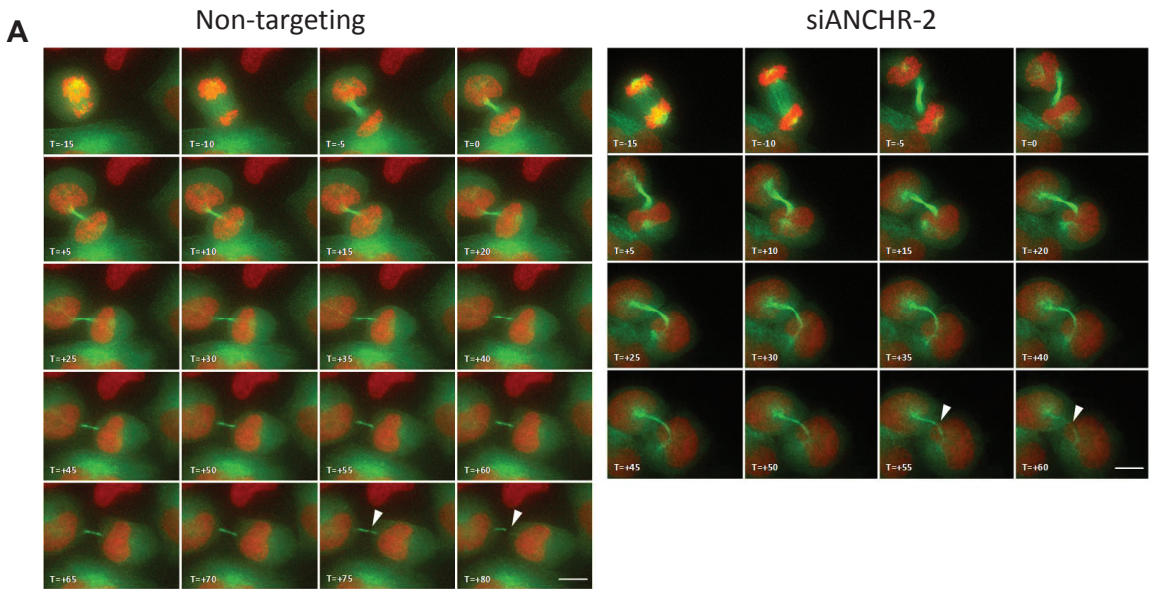 A
Non-targeting
siANCHR-2
T=-15 T=-10 T=-5 T=0
T=+5 T=+10 T=+15 T=+20
T=+25 T=+30 T=+35 T=+40
T=+45 T=+50 T=+55 T=+60
T=+65 T=+70 T=+75 T=+80
T=-15 T=-10 T=-5 T=0
T=+5 T=+10 T=+15 T=+20
T=+25 T=+30 T=+35 T=+40
T=+45 T=+50 T=+55 T=+60